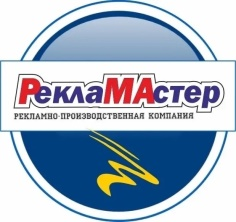 РеклаМАстер
РЕКЛАМНО-ПРОИЗВОДСТВЕННАЯ КОМПАНИЯ